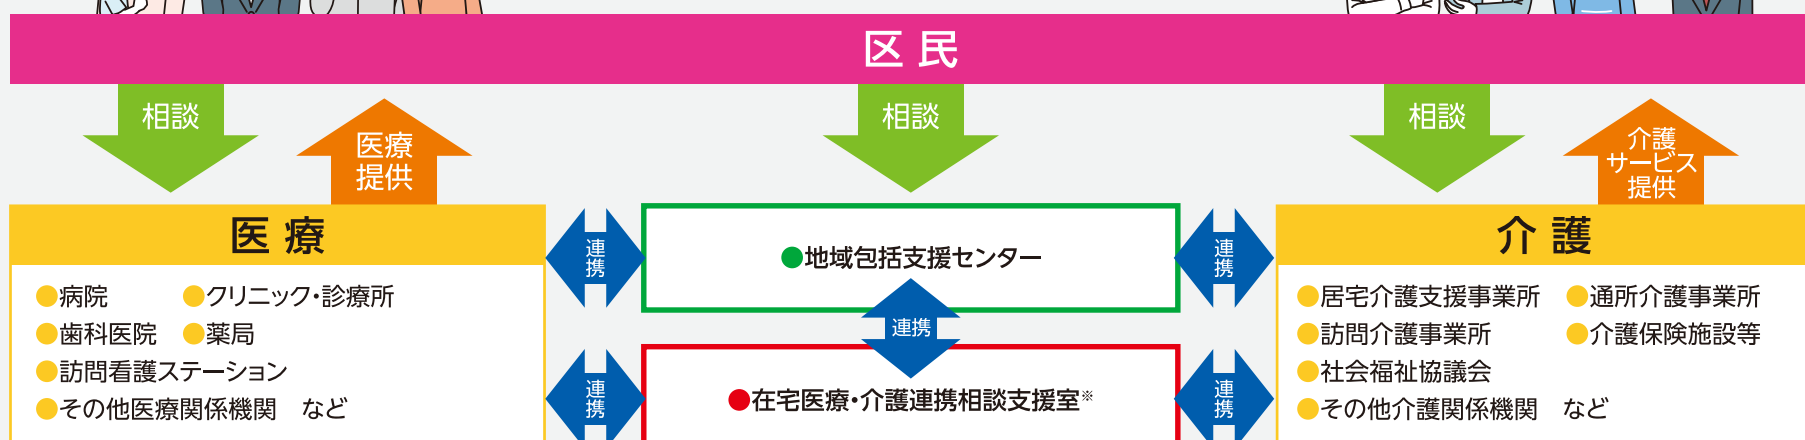 区民
相談
医療
提供
相談
相談
介護
サービス
提供
医療
●病院　●クリニック・診療所
●歯科医院　●薬局
●訪問看護ステーション
●その他医療関係機関　など
連携
連携
●地域包括支援センター
連携
●在宅医療・介護連携相談支援室※
連携
連携
介護
●居宅介護支援事業所　●通所介護事業所
●訪問介護事業所　●介護保険施設等
●社会福祉協議会
●その他介護関係機関　など